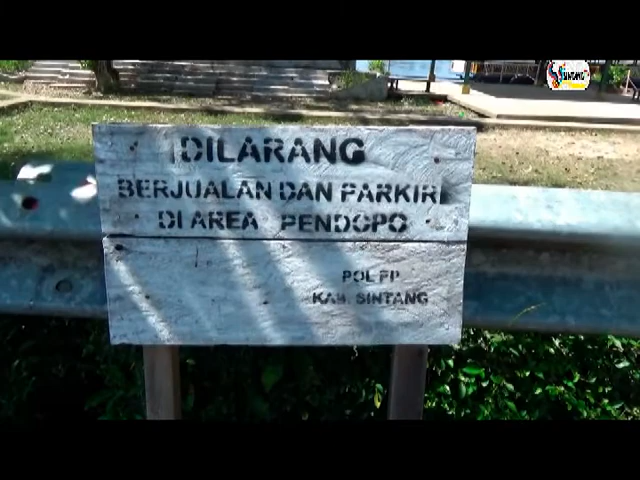 DILARANG
BERJUALAN DAN PARKIR
DI AREA PENDOPO
POL PP
KAB. SINTANG